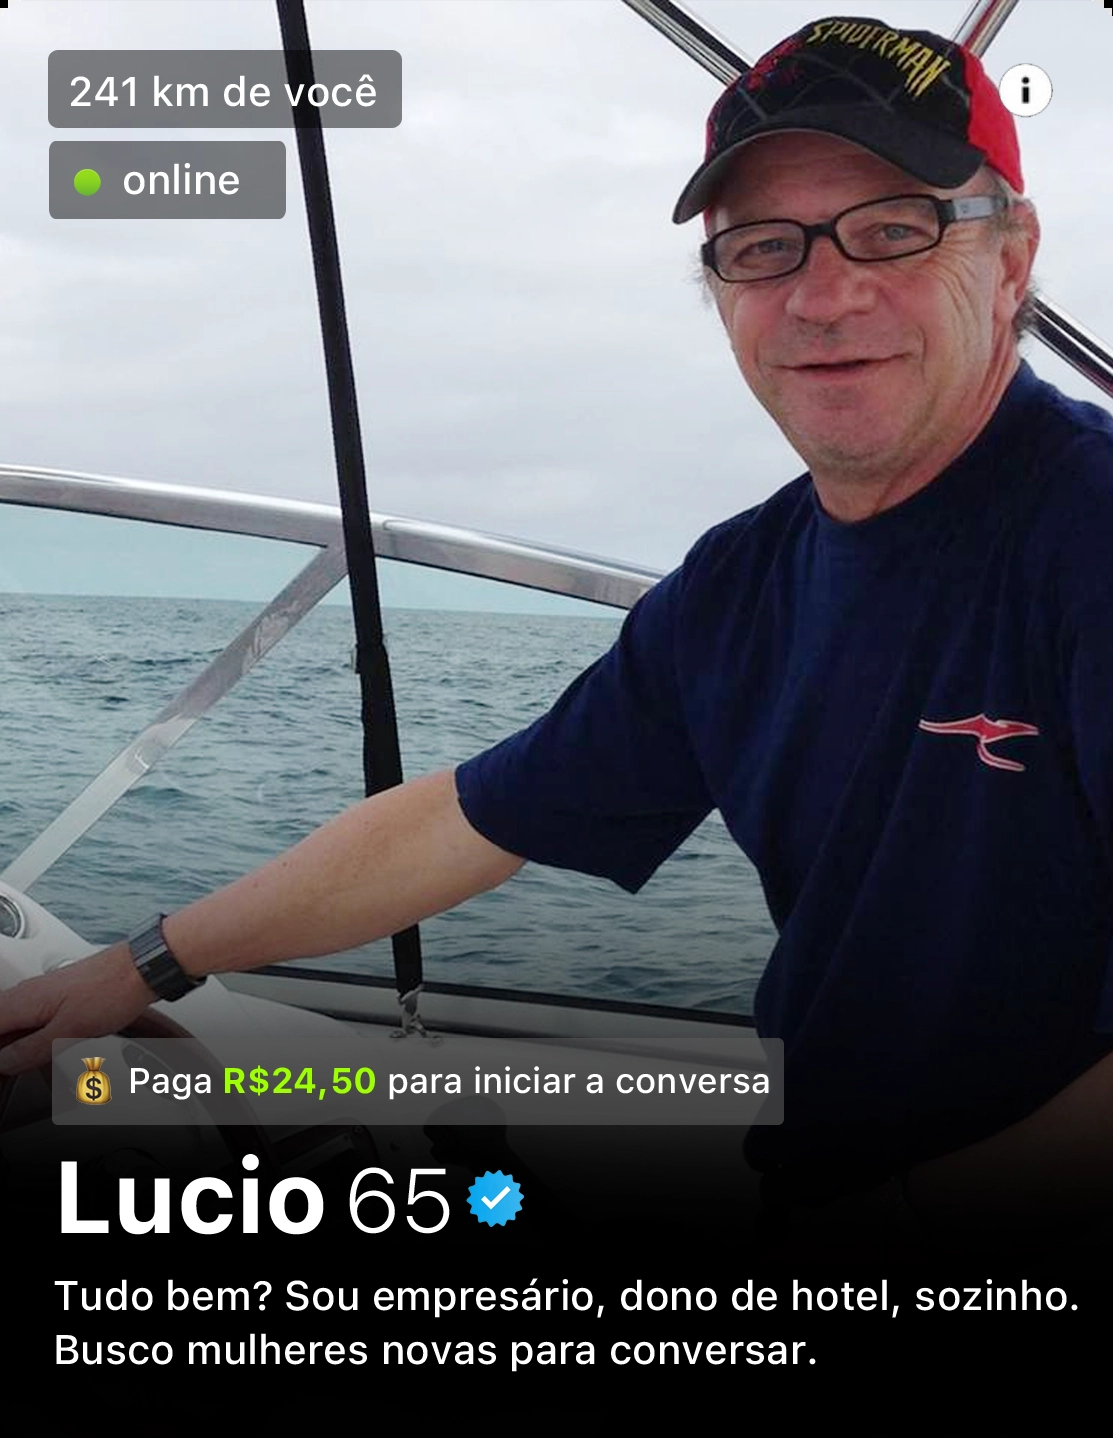 SPIDERMAN
241 km de você
online
Paga R$24,50 para iniciar a conversa
Lucio 65
Tudo bem? Sou empresário, dono de hotel, sozinho.
Busco mulheres novas para conversar.